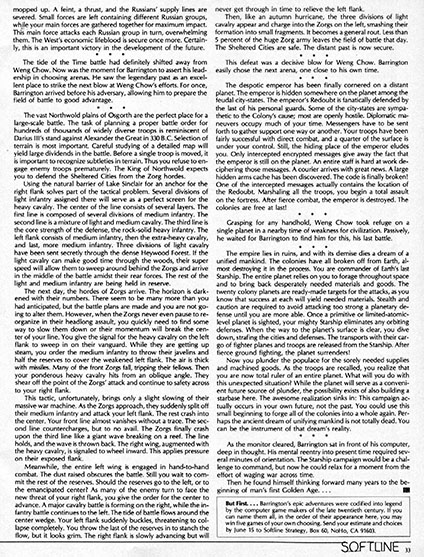 mopped up. A feint, a thrust, and the Russians' supply lines are
severed. Small forces are left containing different Russian groups,
while your main forces are gathered together for maximum impact.
This main force attacks each Russian group in turn, overwhelming
them. The West's economic lifeblood is secure once more. Certain-
ly, this is an important victory in the development of the future.
* * *
The tide of the Time battle had definitely shifted away from
Weng Chow. Now was the moment for Barrington to assert his lead-
ership in choosing arenas. He saw the legendary past as an excel-
lent place to strike the next blow at Weng Chow's efforts. For once,
Barrington arrived before his adversary, allowing him to prepare the
field of battle to good advantage.
* * *
The vast Northwold plains of Osgorth are the perfect place for a
large-scale battle. The task of planning a proper battle order for
hundreds of thousands of widely diverse troops is reminiscent of
Darius III's stand against Alexander the Great in 330 B.C. Selection of
terrain is most important. Careful studying of a detailed map will
yield large dividends in the battle. Before a single troop is moved, it
is important to recognize subtleties in terrain. Thus you refuse to en-
gage enemy troops prematurely. The King of Northwold expects
you to defend the Sheltered Cities from the Zorg hordes.
Using the natural barrier of Lake Sinclair for an anchor for the
right flank solves part of the tactical problem. Several divisions of
light infantry assigned there will serve as a perfect screen for the
heavy cavalry. The center of the line consists of several layers. The
first line is composed of several divisions of medium infantry. The
second line is a mixture of light and medium cavalry. The third line is
the core strength of the defense, the rock-solid heavy infantry. The
left flank consists of medium infantry, then the extra-heavy cavalry,
and last, more medium infantry. Three divisions of light cavalry
have been sent secretly through the dense Heywood Forest. If the
light cavalry can make good time through the woods, their super
speed will allow them to sweep around behind the Zorgs and arrive
in the middle of the battle amidst their rear forces. The rest of the
light and medium infantry are being held in reserve.
The next day, the hordes of Zorgs arrive. The horizon is dark-
ened with their numbers. There seem to be many more than you
had anticipated, but the battle plans are made and you are not go-
ing to alter them. However, when the Zorgs never even pause to re-
organize in their headlong assault, you quickly need to find some
way to slow them down or their momentum will break the cen-
ter of your line. You give the signal for the heavy cavalry on the left
flank to sweep in on their vanguard. While they are getting up
steam, you order the medium infantry to throw their javelins and
half the reserves to cover the weakened left flank. The air is thick
with missiles. Many of the front Zorgs fall, tripping their fellows. Then
your ponderous heavy cavalry hits from an oblique angle. They
shear off the point of the Zorgs' attack and continue to safety across
to your right flank.
This tactic, unfortunately, brings only a slight slowing of their
massive war machine. As the Zorgs approach, they suddenly split off
their medium infantry and attack your left flank. The rest crash into
the center. Your front line almost vanishes without a trace. The sec-
ond line countercharges, but to no avail. The Zorgs finally crash
upon the third line like a giant wave breaking on a reef. The line
holds, and the wave is thrown back. The right wing, augmented with
the heavy cavalry, is signaled to wheel inward. This applies pressure
on their exposed flank.
Meanwhile, the entire left wing is engaged in hand-to-hand
combat. The dust raised obscures the battle. Still you wait to com-
mit the rest of the reserves. Should the reserves go to the left, or to
the emancipated center? As many of the enemy turn to face the
new threat of your right flank, you give the order for the center to
advance. A major cavalry battle is forming on the right, while the in-
fantry battle continues to the left. The tide of battle flows around the
center wedge. Your left flank suddenly buckles, threatening to col-
lapse completely. You throw the last of the reserves in to stanch the
flow, but it looks grim. The right flank is slowly advancing but will
never get through in time to relieve the left flank.
Then, like an autumn hurricane, the three divisions of light
cavalry appear and charge into the Zorgs on the left, smashing their
formation into small fragments. It becomes a general rout. Less than
5 percent of the huge Zorg army leaves the field of battle that day.
The Sheltered Cities are safe. The distant past is now secure.
* * *
This defeat was a decisive blow for Weng Chow. Barrington
easily chose the next arena, one close to his own time.
* * *
The despotic emperor has been finally cornered on a distant
planet. The emperor is hidden somewhere on the planet among the
feudal city-states. The emperor's Redoubt is fanatically defended by
the last of his personal guards. Some of the city-states are sympa-
thetic to the Colony's cause; most are openly hostile. Diplomatic ma-
neuvers occupy much of your time. Messengers have to be sent
forth to gather support one way or another. Your troops have been
fairly successful with direct combat, and a quarter of the surface is
under your control. Still, the hiding place of the emperor eludes
you. Only intercepted encrypted messages give away the fact that
the emperor is still on the planet. An entire staff is hard at work de-
ciphering those messages. A courier arrives with great news. A large
hidden arms cache has been discovered. The code is finally broken!
One of the intercepted messages actually contains the location of
the Redoubt. Marshaling all the troops, you begin a total assault
on the fortress. After fierce combat, the emperor is destroyed. The
colonies are free at last!
* * *
Grasping for any handhold, Weng Chow took refuge on a
single planet in a nearby time of weakness for civilization. Passively,
he waited for Barrington to find him for this, his last battle.
* * *
The empire lies in ruins, and with its demise dies a dream of a
unified mankind. The colonies have all broken off from Earth, al-
most destroying it in the process. You are commander of Earth's last
Starship. The entire planet relies on you to forage throughout space
and to bring back desperately needed materials and goods. The
twenty colony planets are ready-made targets for the attacks, as you
know that success at each will yield needed materials. Stealth and
caution are required to avoid attacking too strong a planetary de-
fense until you are more able. Once a primitive or limited-atomic-
level planet is sighted, your mighty Starship eliminates any orbiting
defenses. When the way to the planet's surface is clear, you dive
down, strafing the cities and defenses. The transports with their car-
go of fighter planes and troops are released from the Starship. After
fierce ground fighting, the planet surrenders!
Now you plunder the populace for the sorely needed supplies
and machined goods. As the troops are recalled, you realize that
you are now total ruler of an entire planet. What will you do with
this unexpected situation? While the planet will serve as a conveni-
ent future source of plunder, the possibility exists of also building a
starbase here. The awesome realization sinks in: This campaign ac-
tually occurs in your own future, not the past. You could use this
small beginning to forge all of the colonies into a whole again. Per-
haps the ancient dream of unifying mankind is not totally dead. You
can be the instrument of that dream's reality.
* * *
As the monitor cleared, Barrington sat in front of his computer,
deep in thought. His mental reentry into present time required sev-
eral minutes of orientation. The Starship campaign would be a chal-
lenge to command, but now he could relax for a moment from the
effort of waging war across time.
Then he found himself thinking forward many years to the be-
ginning of man's first Golden Age. . . .
But First. . . . Barrington's epic adventures were codified into legend
by the computer game makers of the late twentieth century. If you
can name them all, in the order of their appearance here, you may
win five games of your own choosing. Send your estimate and choices
by June 15 to Softline Strategy, Box 60, NoHo, CA 91603.
SOFTLINE 33